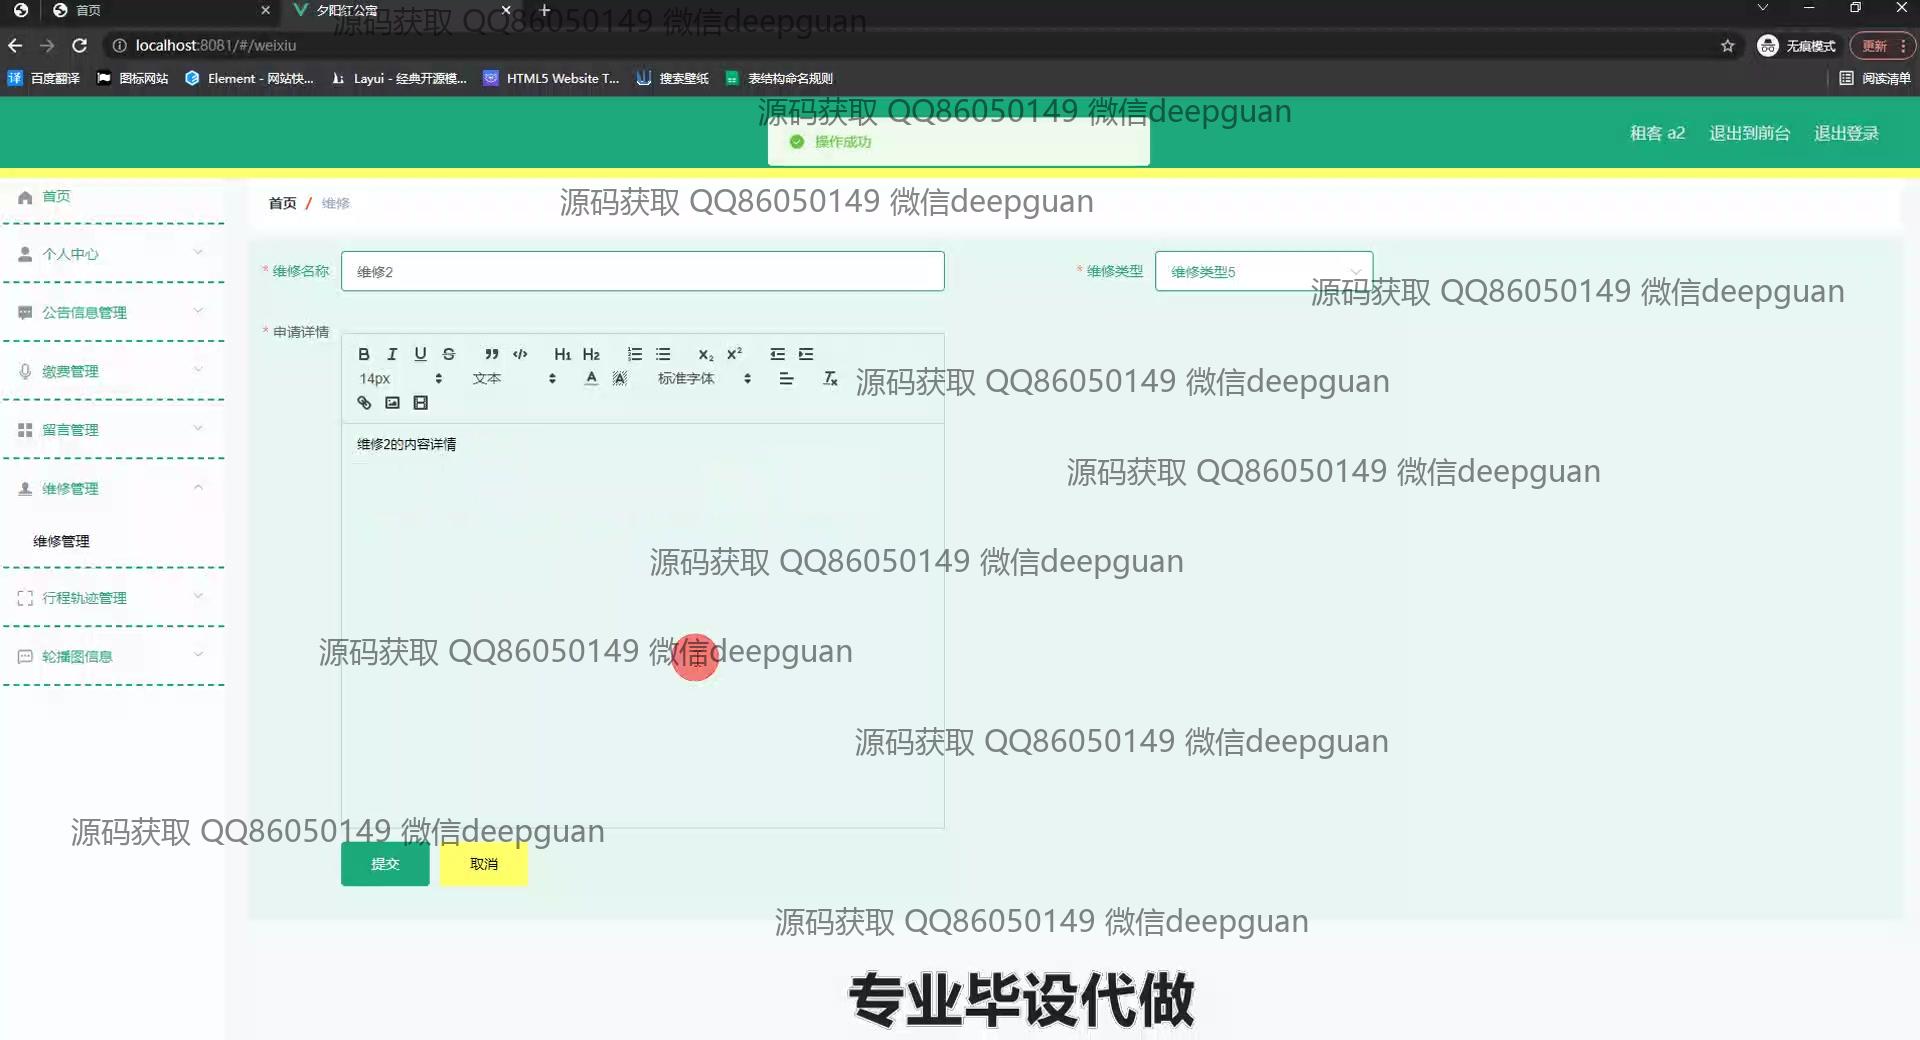 首页
夕阳红公寓
源码获取 QQ86050149 微信deepguan
localhost:8081/#/weixiu
无痕模式
更新
百度翻译
图标网站
Element - 网站快...
Layui - 经典开源模...
HTML5 Website T...
搜索壁纸
表结构命名规则
阅读清单
源码获取 QQ86050149 微信deepguan
操作成功
租客 a2
退出到前台
退出登录
首页
首页 / 维修
源码获取 QQ86050149 微信deepguan
个人中心
* 维修名称
维修2
* 维修类型
维修类型5
源码获取 QQ86050149 微信deepguan
公告信息管理
* 申请详情
B I U S H1 H2 X2 X2
14px
文本
A
标准字体
源码获取 QQ86050149 微信deepguan
缴费管理
留言管理
维修2的内容详情
源码获取 QQ86050149 微信deepguan
维修管理
维修管理
源码获取 QQ86050149 微信deepguan
行程轨迹管理
轮播图信息
源码获取 QQ86050149 微信deepguan
源码获取 QQ86050149 微信deepguan
源码获取 QQ86050149 微信deepguan
提交
取消
源码获取 QQ86050149 微信deepguan
专业毕设代做